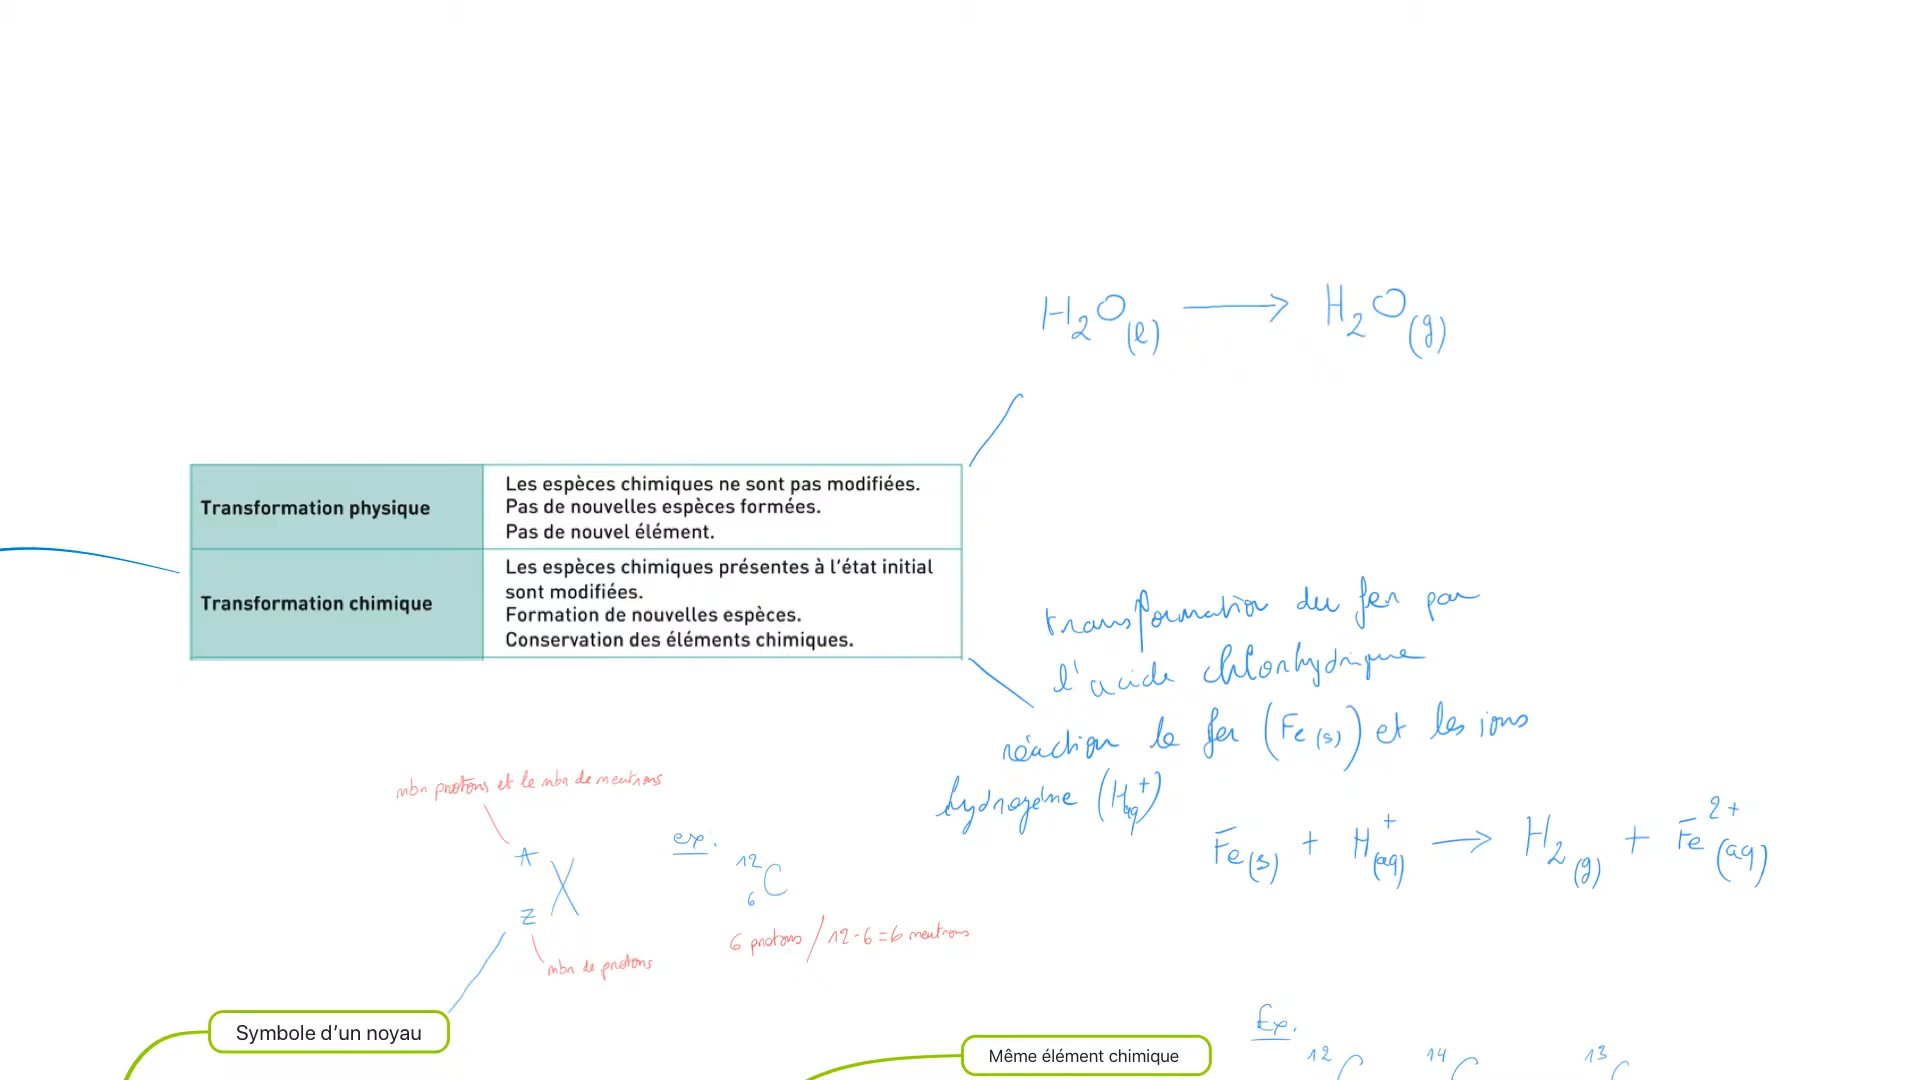 H₂O(l) ⟶ H₂O(g)
Transformation physique
Les espèces chimiques ne sont pas modifiées.
Pas de nouvelles espèces formées.
Pas de nouvel élément.
Transformation chimique
Les espèces chimiques présentes à l'état initial
sont modifiées.
Formation de nouvelles espèces.
Conservation des éléments chimiques.
transformation du fer par
l'acide chlorhydrique
réaction le fer (Fe(s)) et les ions
hydrogène (H⁺aq)
Fe(s) + H⁺(aq) ⟶ H₂(g) + Fe²⁺(aq)
nbr protons et le nbr de neutrons
A
Z
X
nbr de protons
ex.
12
6
C
6 protons / 12-6=6 neutrons
Symbole d'un noyau
Même élément chimique
Ex.
12 C 14 C 13 C